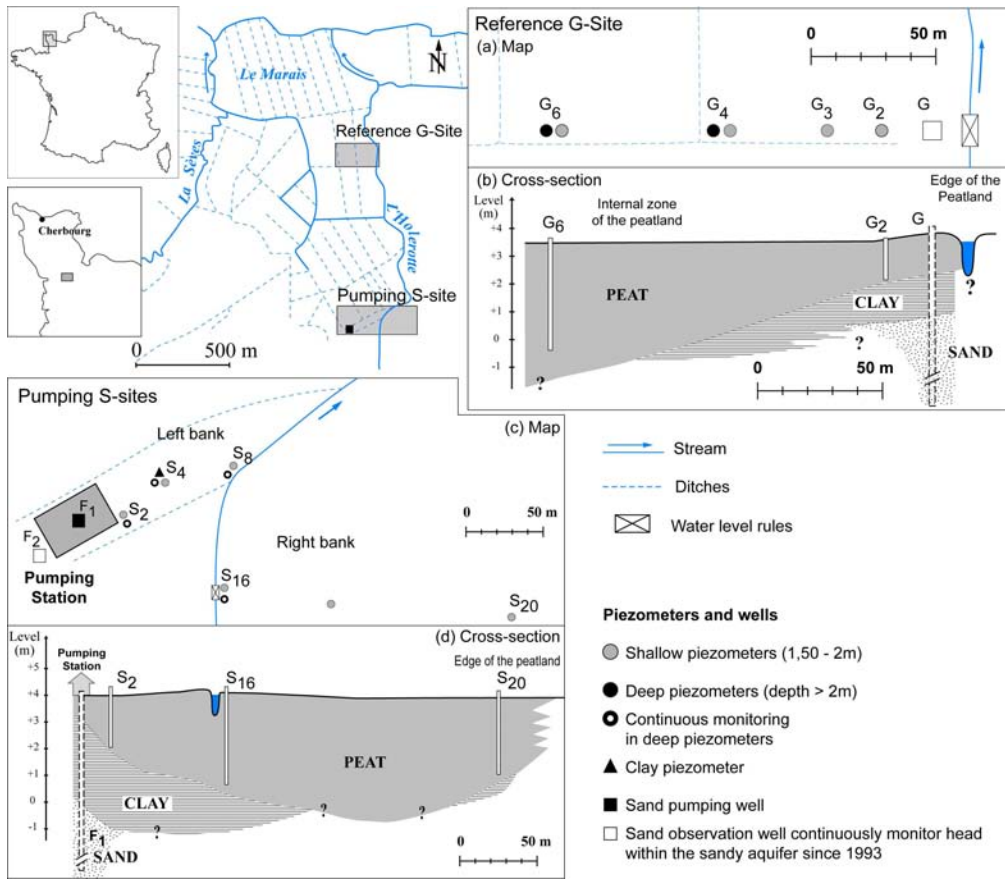 Le Marais
N
Reference G-Site
La Sèves
L'Holerotte
Cherbourg
Pumping S-site
0 500 m
Reference G-Site
(a) Map
0 50 m
G6 G4 G3 G2 G
(b) Cross-section
Edge of the
Peatland
Level
(m)
Internal zone
of the peatland
G6 G2 G
+4
+3
+2
+1
0
-1
PEAT
CLAY
SAND
?
?
?
0 50 m
Pumping S-sites
(c) Map
Left bank
S8
S4
S2
F1
F2
Pumping
Station
Right bank
0 50 m
S16
S20
(d) Cross-section
Level
(m)
Pumping
Station
Edge of the peatland
S2 S16 S20
+5
+4
+3
+2
+1
0
-1
PEAT
CLAY
? ? ?
F1
SAND
0 50 m
Stream
Ditches
Water level rules
Piezometers and wells
Shallow piezometers (1,50 - 2m)
Deep piezometers (depth > 2m)
Continuous monitoring
in deep piezometers
Clay piezometer
Sand pumping well
Sand observation well continuously monitor head
within the sandy aquifer since 1993